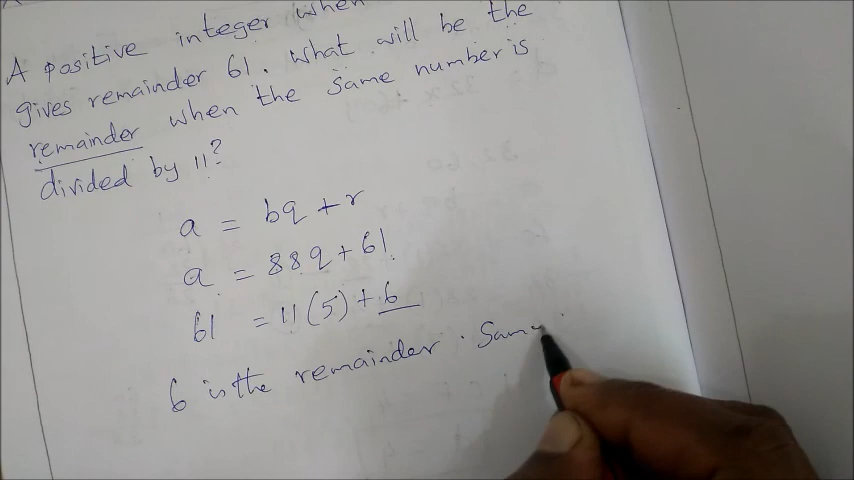 A positive integer when
gives remainder 61. What will be the
remainder when the same number is
divided by 11?
a = bq + r
a = 88q + 61
61 = 11(5) + 6
6 is the remainder. Same